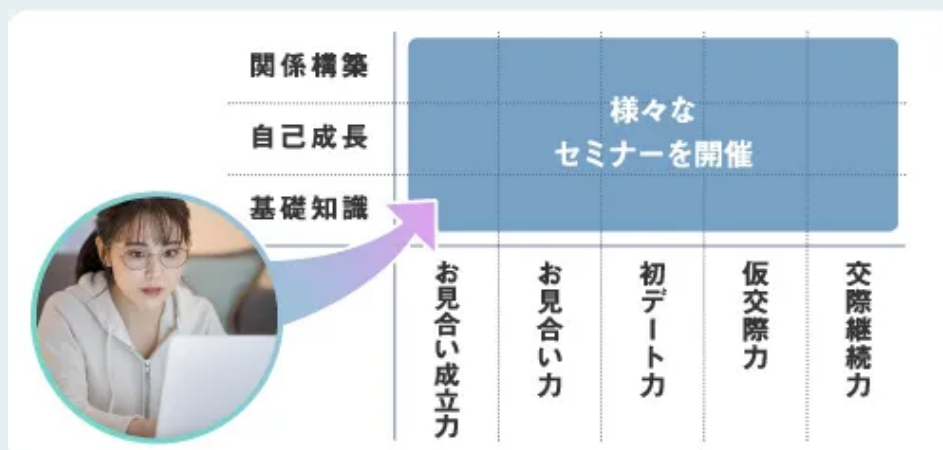 関係構築
自己成長
基礎知識
様々な
セミナーを開催
お見合い成立力
お見合い力
初デート力
仮交際力
交際継続力